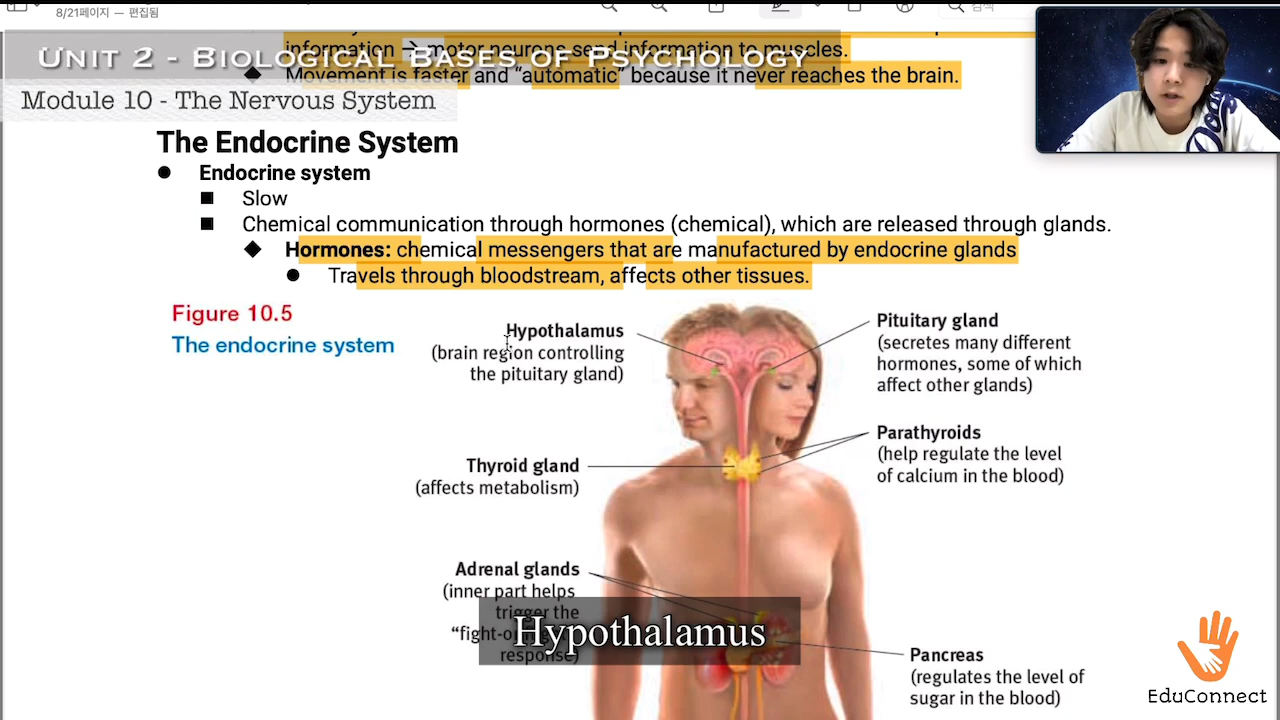 8/21페이지 — 편집됨
검색
information → motor neurons send information to muscles.
UNIT 2 - BIOLOGICAL BASES OF PSYCHOLOGY
Movement is faster and “automatic” because it never reaches the brain.
Module 10 - The Nervous System
The Endocrine System
Endocrine system
Slow
Chemical communication through hormones (chemical), which are released through glands.
Hormones: chemical messengers that are manufactured by endocrine glands
Travels through bloodstream, affects other tissues.
Figure 10.5
The endocrine system
Hypothalamus
(brain region controlling
the pituitary gland)
Pituitary gland
(secretes many different
hormones, some of which
affect other glands)
Parathyroids
(help regulate the level
of calcium in the blood)
Thyroid gland
(affects metabolism)
Adrenal glands
(inner part helps
trigger the
response)
Hypothalamus
Pancreas
(regulates the level of
sugar in the blood)
EduConnect